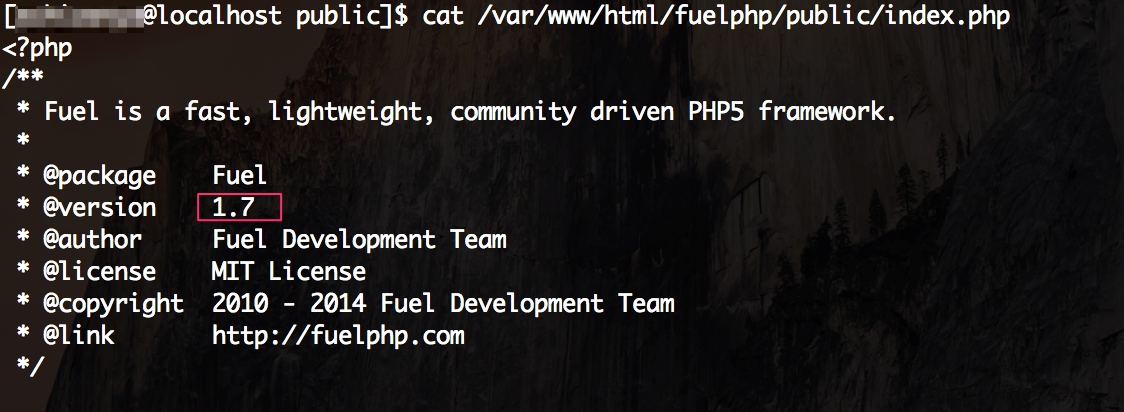 [@localhost public]$ cat /var/www/html/fuelphp/public/index.php
<?php
/**
 * Fuel is a fast, lightweight, community driven PHP5 framework.
 *
 * @package    Fuel
 * @version    1.7
 * @author     Fuel Development Team
 * @license    MIT License
 * @copyright  2010 - 2014 Fuel Development Team
 * @link       http://fuelphp.com
 */